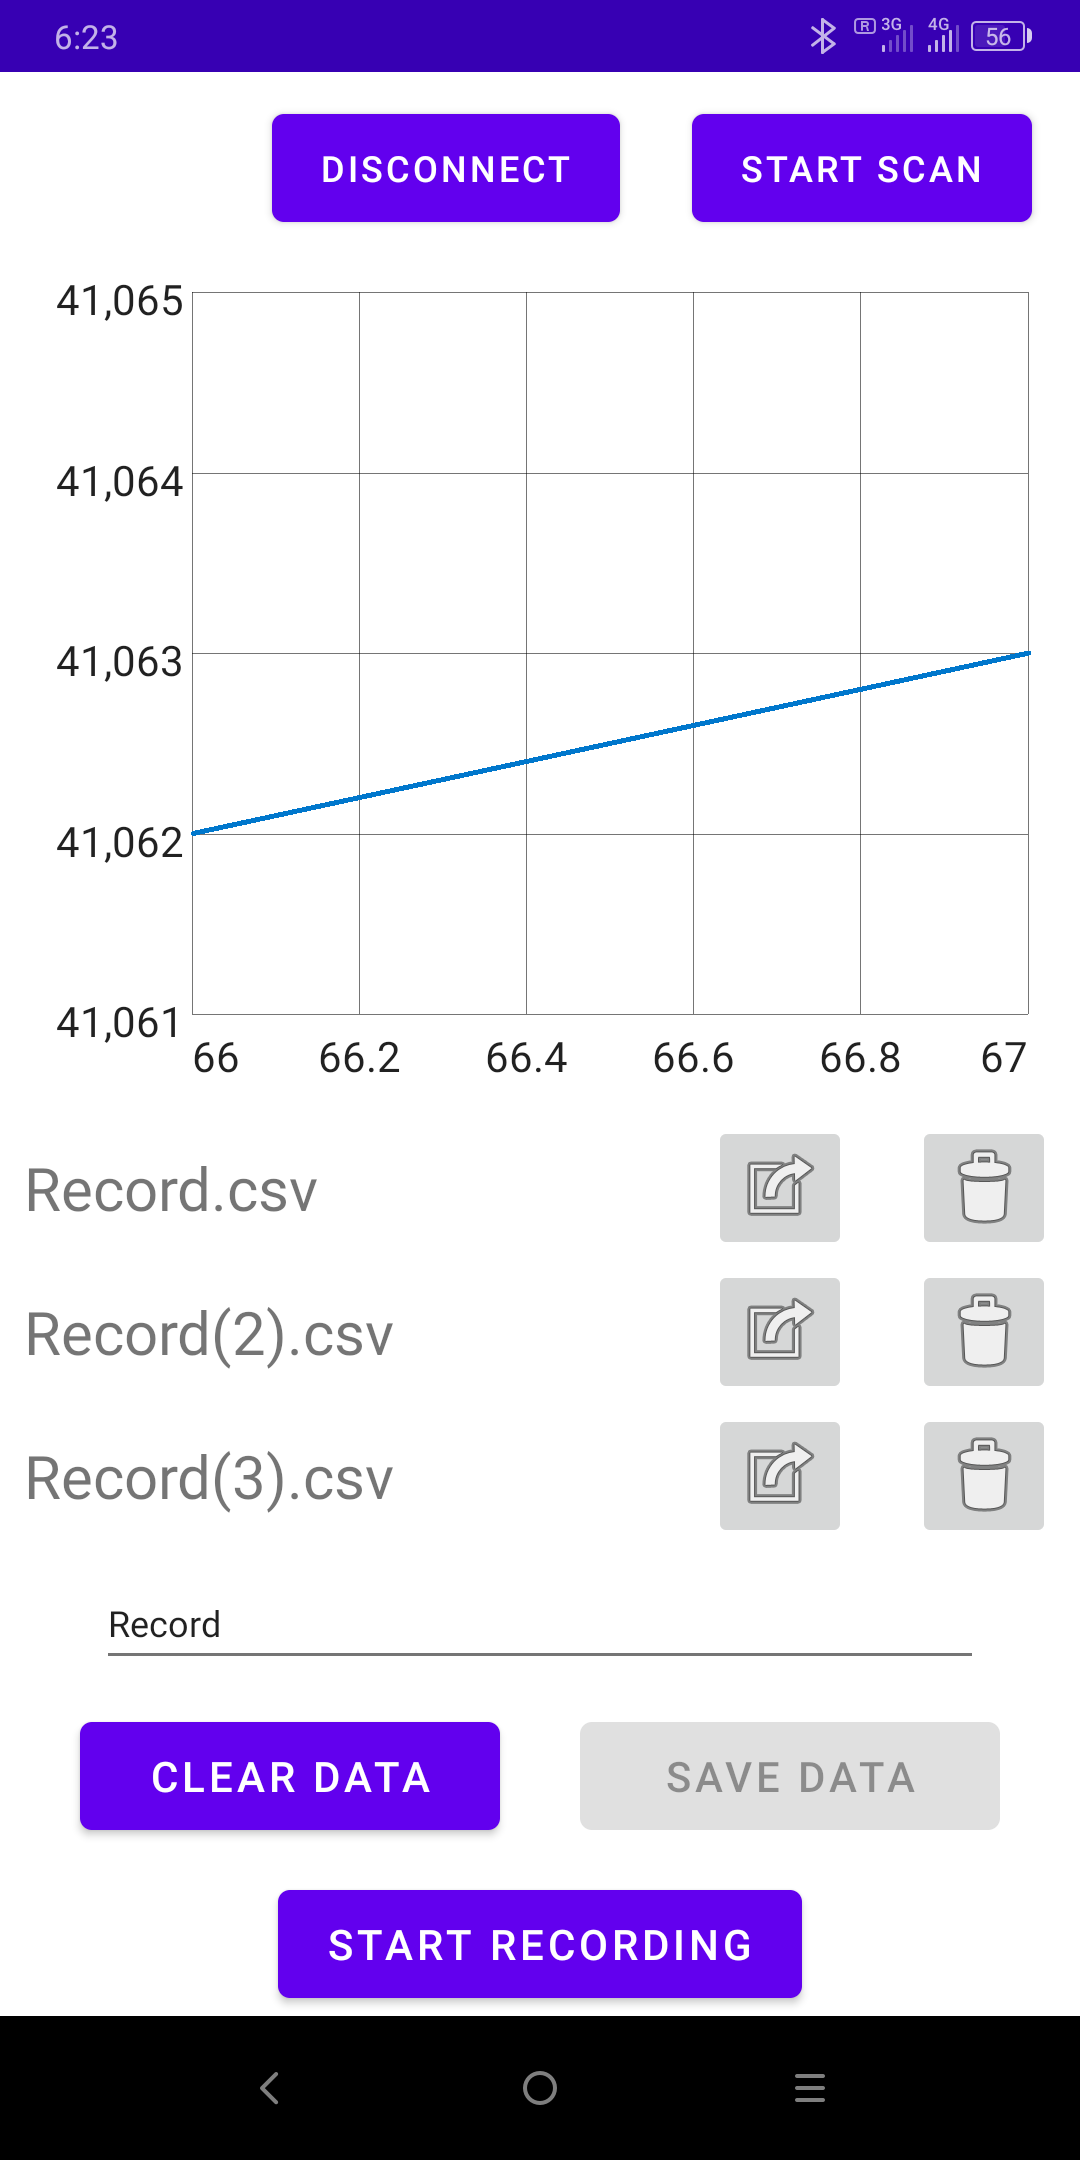 6:23 R 3G 4G 56
DISCONNECT START SCAN
41,065
41,064
41,063
41,062
41,061
66 66.2 66.4 66.6 66.8 67
Record.csv
Record(2).csv
Record(3).csv
Record
CLEAR DATA SAVE DATA
START RECORDING